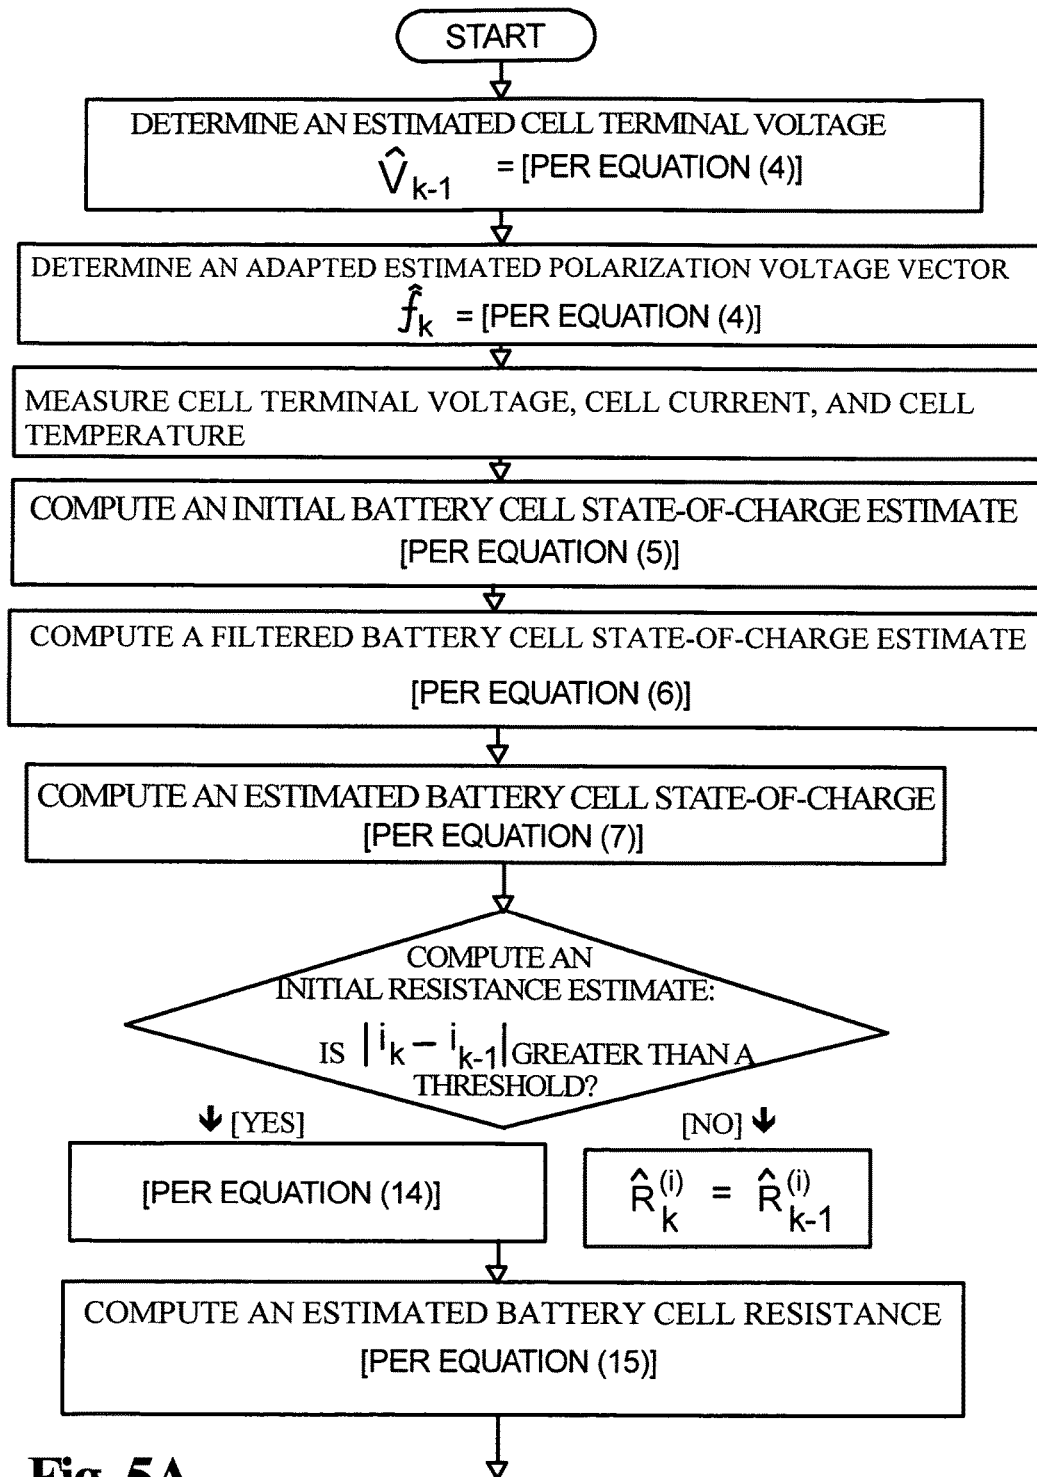 START
DETERMINE AN ESTIMATED CELL TERMINAL VOLTAGE
V̂k-1 = [PER EQUATION (4)]
DETERMINE AN ADAPTED ESTIMATED POLARIZATION VOLTAGE VECTOR
f̂k = [PER EQUATION (4)]
MEASURE CELL TERMINAL VOLTAGE, CELL CURRENT, AND CELL
TEMPERATURE
COMPUTE AN INITIAL BATTERY CELL STATE-OF-CHARGE ESTIMATE
[PER EQUATION (5)]
COMPUTE A FILTERED BATTERY CELL STATE-OF-CHARGE ESTIMATE
[PER EQUATION (6)]
COMPUTE AN ESTIMATED BATTERY CELL STATE-OF-CHARGE
[PER EQUATION (7)]
COMPUTE AN
INITIAL RESISTANCE ESTIMATE:
IS |ik − ik-1| GREATER THAN A
THRESHOLD?
[YES] [NO]
[PER EQUATION (14)]
R̂k(i) = R̂k-1(i)
COMPUTE AN ESTIMATED BATTERY CELL RESISTANCE
[PER EQUATION (15)]
Fig. 5A